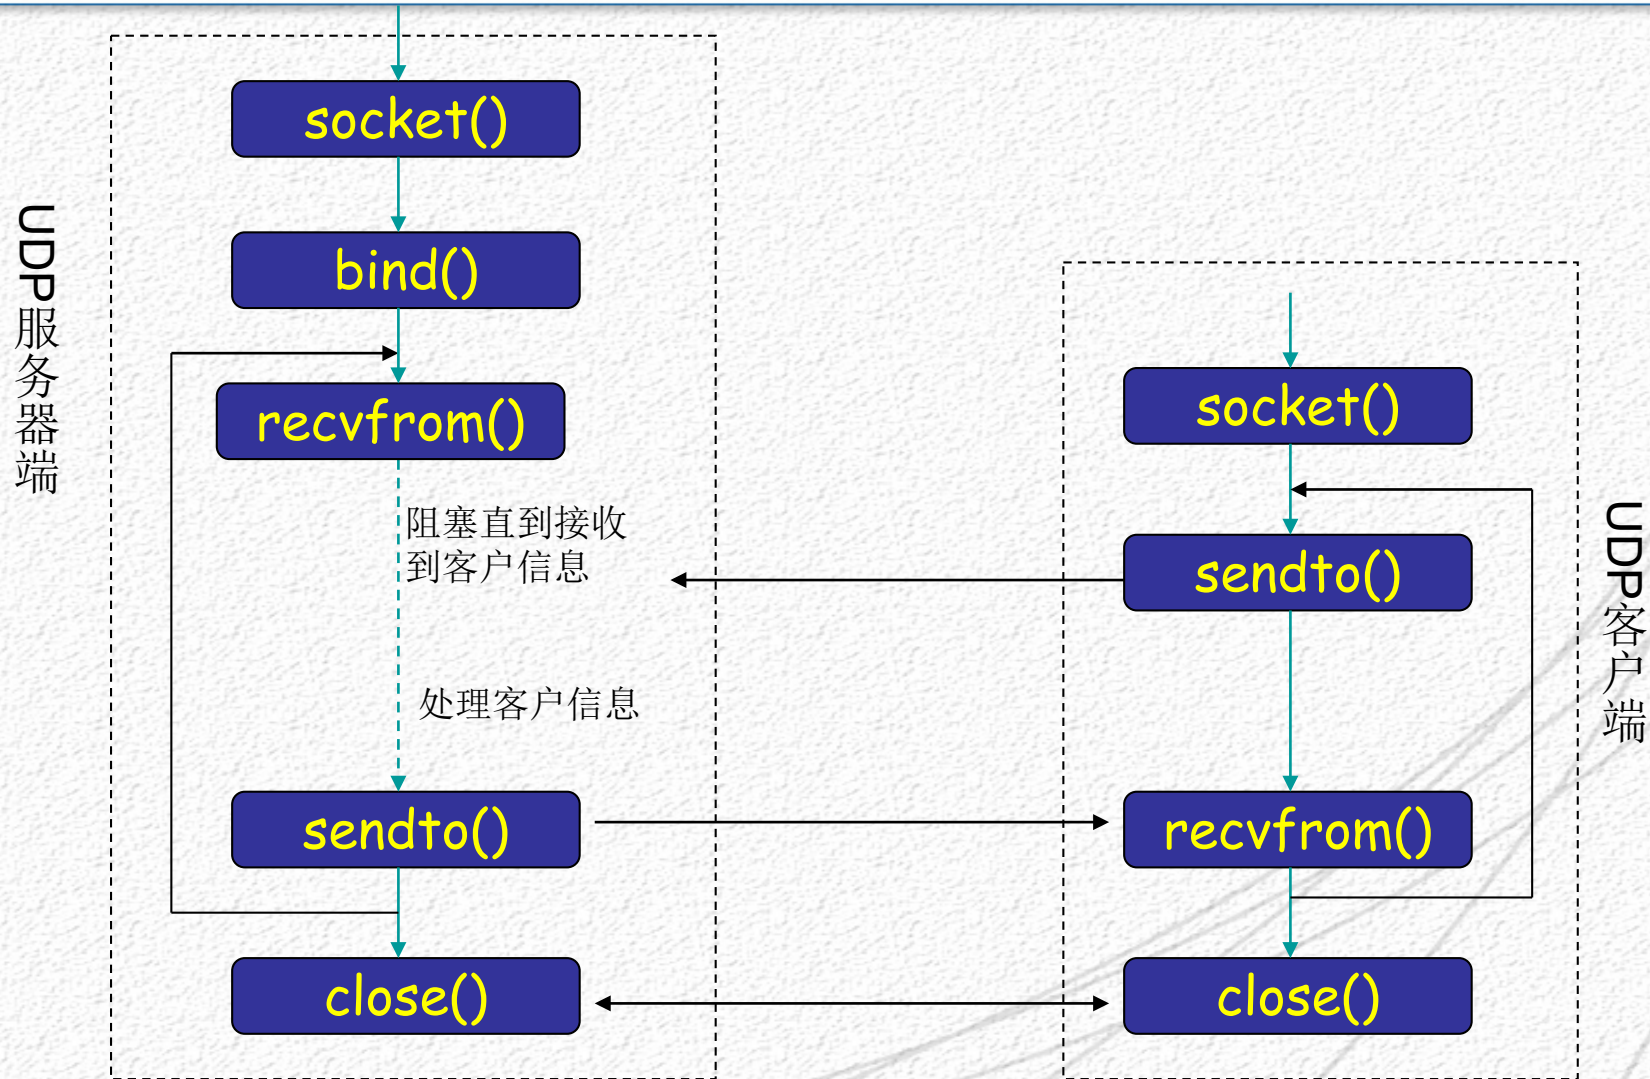 UDP服务器端
socket()
bind()
recvfrom()
阻塞直到接收
到客户信息
处理客户信息
sendto()
close()
UDP客户端
socket()
sendto()
recvfrom()
close()